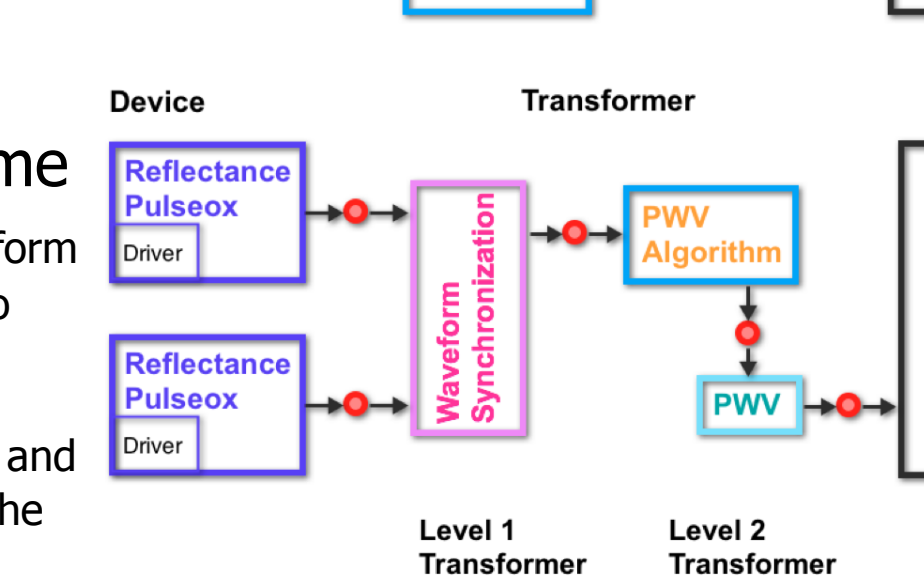 Device
Transformer
me
form
o
and
he
Reflectance
Pulseox
Driver
Reflectance
Pulseox
Driver
Waveform
Synchronization
PWV
Algorithm
PWV
Level 1
Transformer
Level 2
Transformer